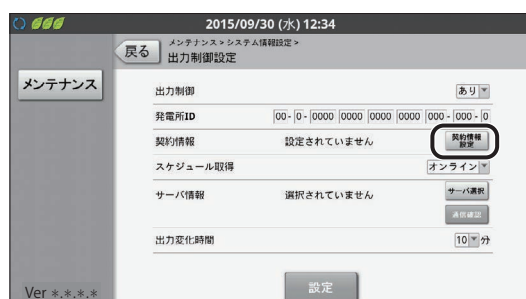 2015/09/30 (水) 12:34
戻る
メンテナンス > システム情報設定 >
出力制御設定
メンテナンス
出力制御 あり
発電所ID 00 - 0 - 0000 0000 0000 0000 000 - 000 - 0
契約情報 設定されていません 契約情報
設定
スケジュール取得 オンライン
サーバ情報 選択されていません サーバ選択
通信確認
出力変化時間 10 分
設定
Ver *.*.*.*